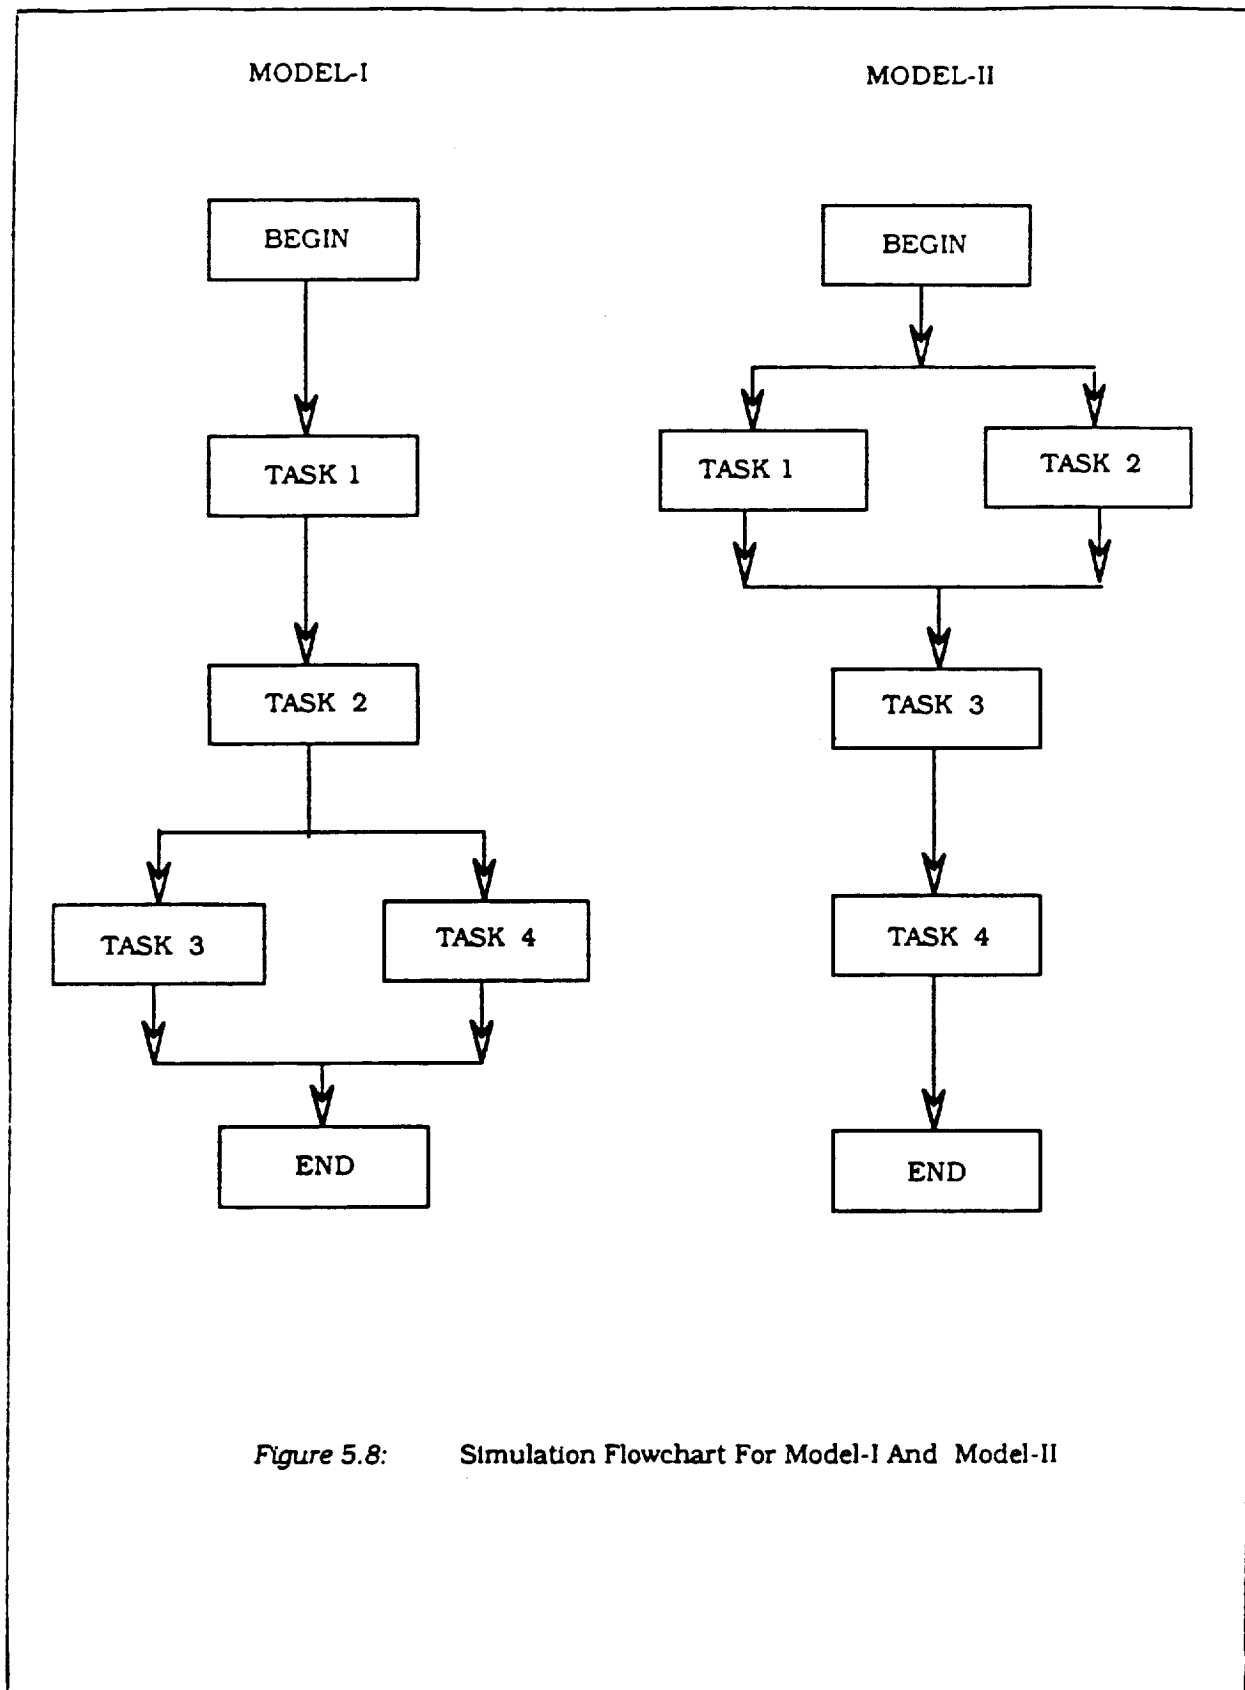 MODEL-I
BEGIN
TASK 1
TASK 2
TASK 3
TASK 4
END
MODEL-II
BEGIN
TASK 1
TASK 2
TASK 3
TASK 4
END
Figure 5.8: Simulation Flowchart For Model-I And Model-II